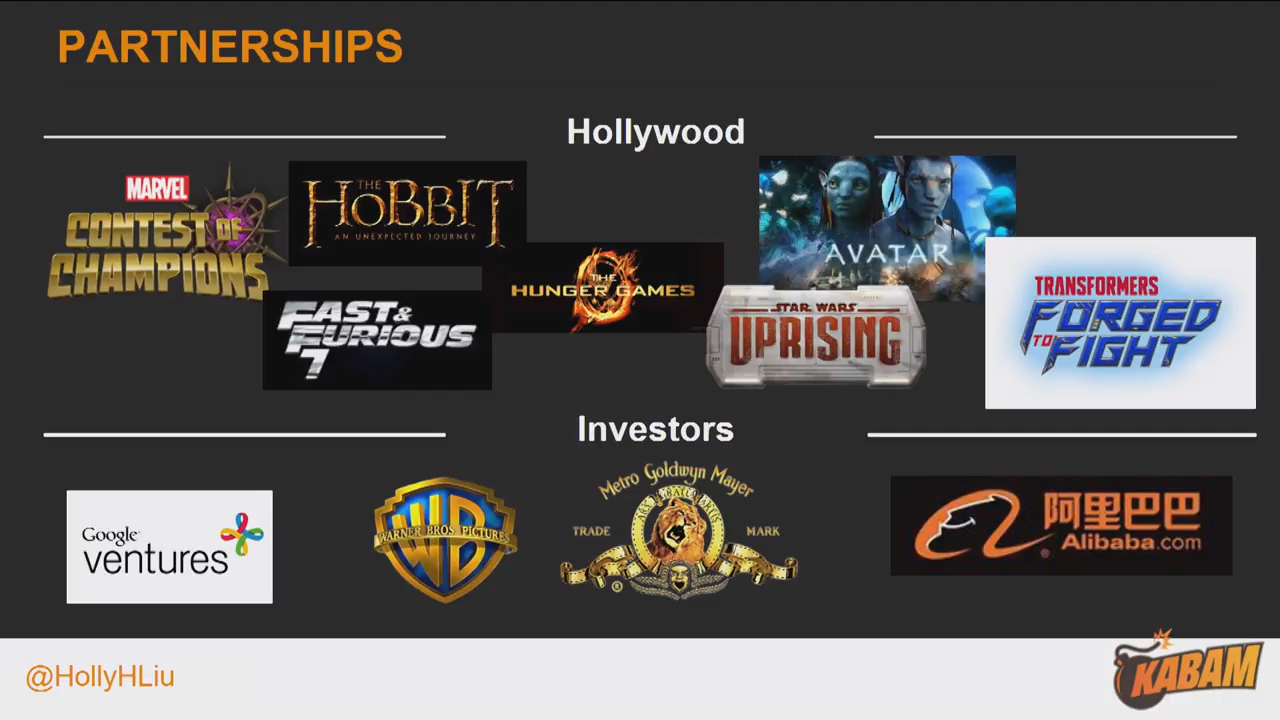 PARTNERSHIPS
Hollywood
MARVEL
CONTEST OF
CHAMPIONS
THE
HOBBIT
AN UNEXPECTED JOURNEY
FAST &
FURIOUS
7
THE
HUNGER GAMES
AVATAR
STAR WARS
UPRISING
TRANSFORMERS
FORGED
TO
FIGHT
Investors
Google
ventures
WARNER BROS PICTURES
WB
Metro Goldwyn Mayer
TRADE MARK
®
阿里巴巴
Alibaba.com
®
@HollyHLiu
KABAM